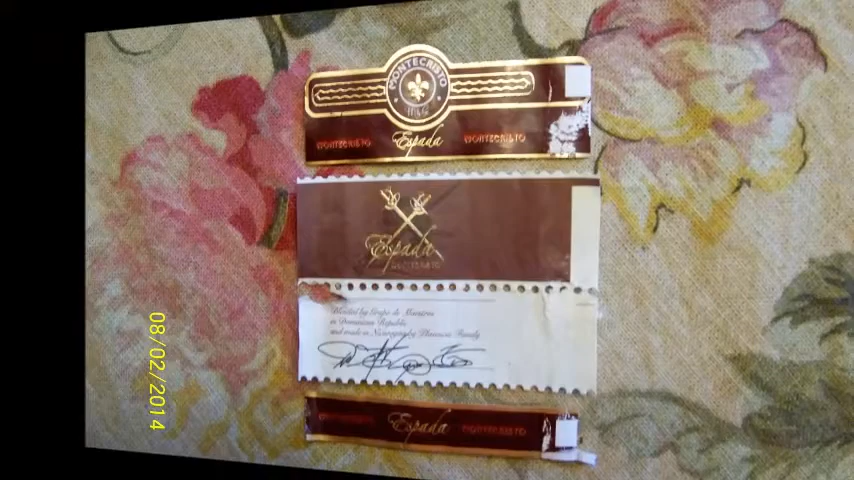 MONTECRISTO
MONTECRISTO Espada MONTECRISTO
Espada
Blended by Grupo de Maestros
in Dominican Republic
and made in Nicaragua by Plasencia Family
Espada MONTECRISTO
08/02/2014